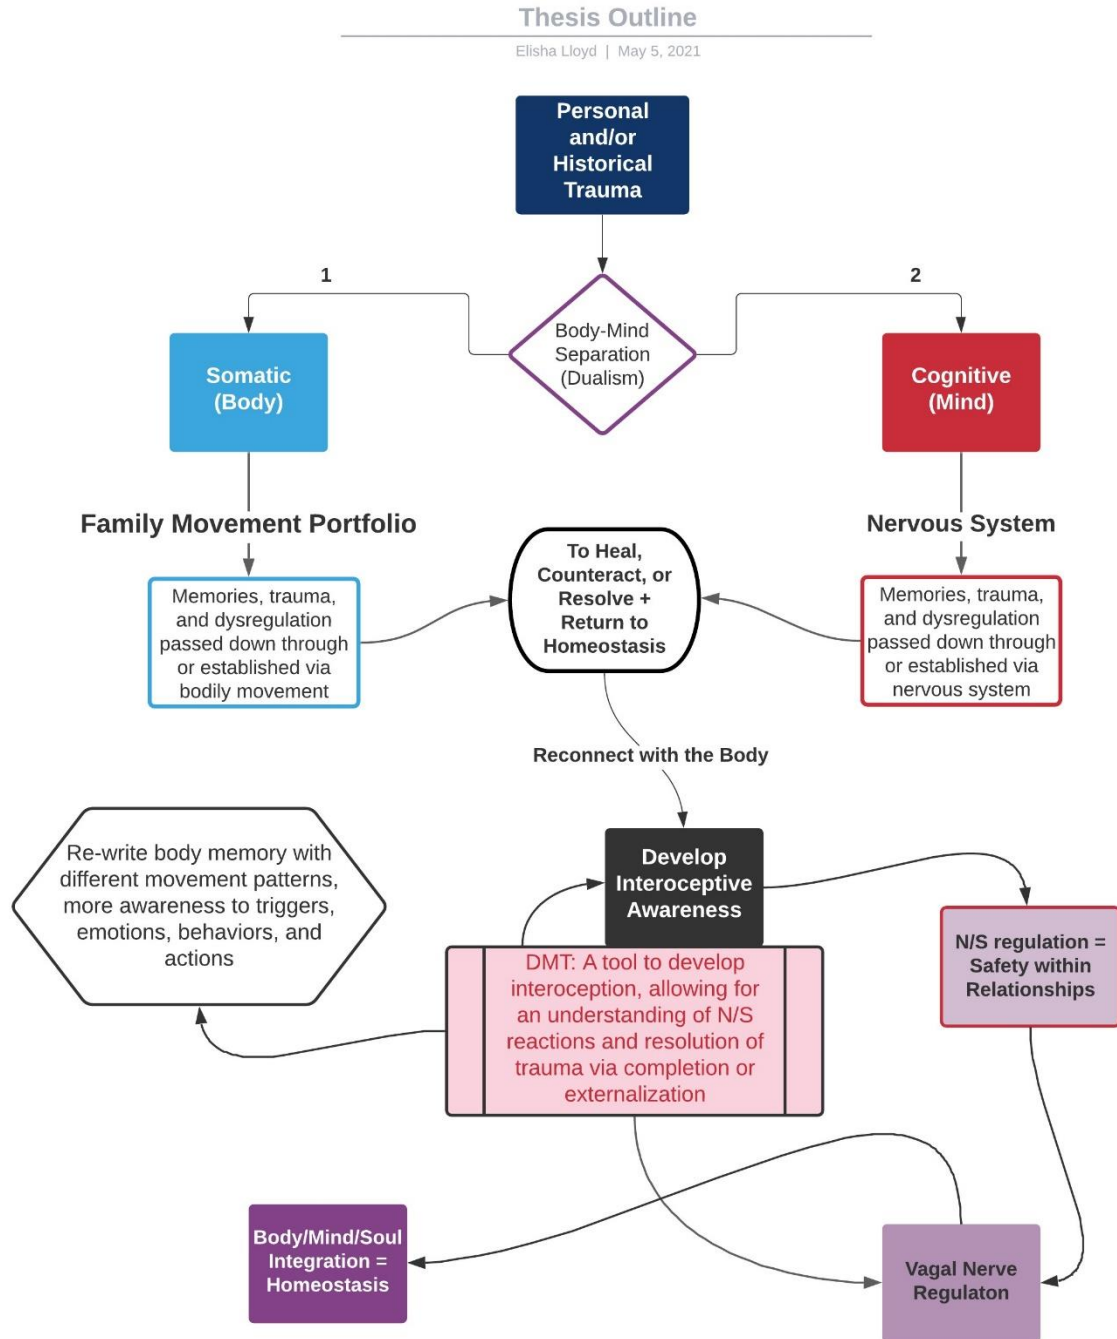 Thesis Outline
Elisha Lloyd | May 5, 2021
Personal
and/or
Historical
Trauma
1
2
Body-Mind
Separation
(Dualism)
Somatic
(Body)
Cognitive
(Mind)
Family Movement Portfolio
Nervous System
To Heal,
Counteract, or
Resolve +
Return to
Homeostasis
Memories, trauma,
and dysregulation
passed down through
or established via
bodily movement
Memories, trauma,
and dysregulation
passed down through
or established via
nervous system
Reconnect with the Body
Re-write body memory with
different movement patterns,
more awareness to triggers,
emotions, behaviors, and
actions
Develop
Interoceptive
Awareness
N/S regulation =
Safety within
Relationships
DMT: A tool to develop
interoception, allowing for
an understanding of N/S
reactions and resolution of
trauma via completion or
externalization
Body/Mind/Soul
Integration =
Homeostasis
Vagal Nerve
Regulaton